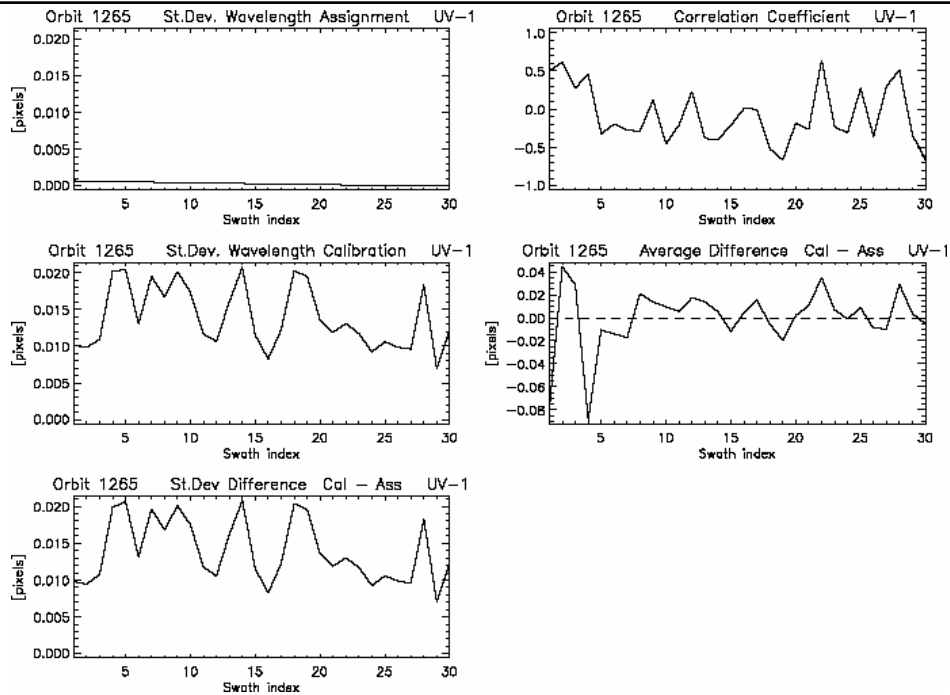 Orbit 1265 St.Dev. Wavelength Assignment UV-1
0.020
0.015
0.010
0.005
0.000
[pixels]
5 10 15 20 25 30
Swath index
Orbit 1265 Correlation Coefficient UV-1
1.0
0.5
0.0
-0.5
-1.0
5 10 15 20 25 30
Swath index
Orbit 1265 St.Dev. Wavelength Calibration UV-1
0.020
0.015
0.010
0.005
0.000
[pixels]
5 10 15 20 25 30
Swath index
Orbit 1265 Average Difference Cal - Ass UV-1
0.04
0.02
0.00
-0.02
-0.04
-0.06
-0.08
[pixels]
5 10 15 20 25 30
Swath index
Orbit 1265 St.Dev Difference Cal - Ass UV-1
0.020
0.015
0.010
0.005
0.000
[pixels]
5 10 15 20 25 30
Swath index